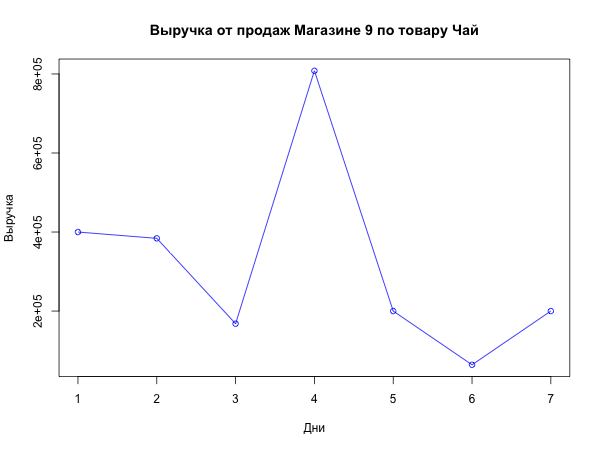 Выручка от продаж Магазине 9 по товару Чай
Выручка
8e+05
6e+05
4e+05
2e+05
1 2 3 4 5 6 7
Дни